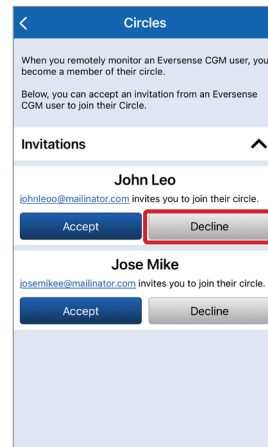 Circles
When you remotely monitor an Eversense CGM user, you
become a member of their circle.
Below, you can accept an invitation from an Eversense
CGM user to join their Circle.
Invitations
John Leo
johnleoo@mailinator.com invites you to join their circle.
Accept Decline
Jose Mike
josemikee@mailinator.com invites you to join their circle.
Accept Decline